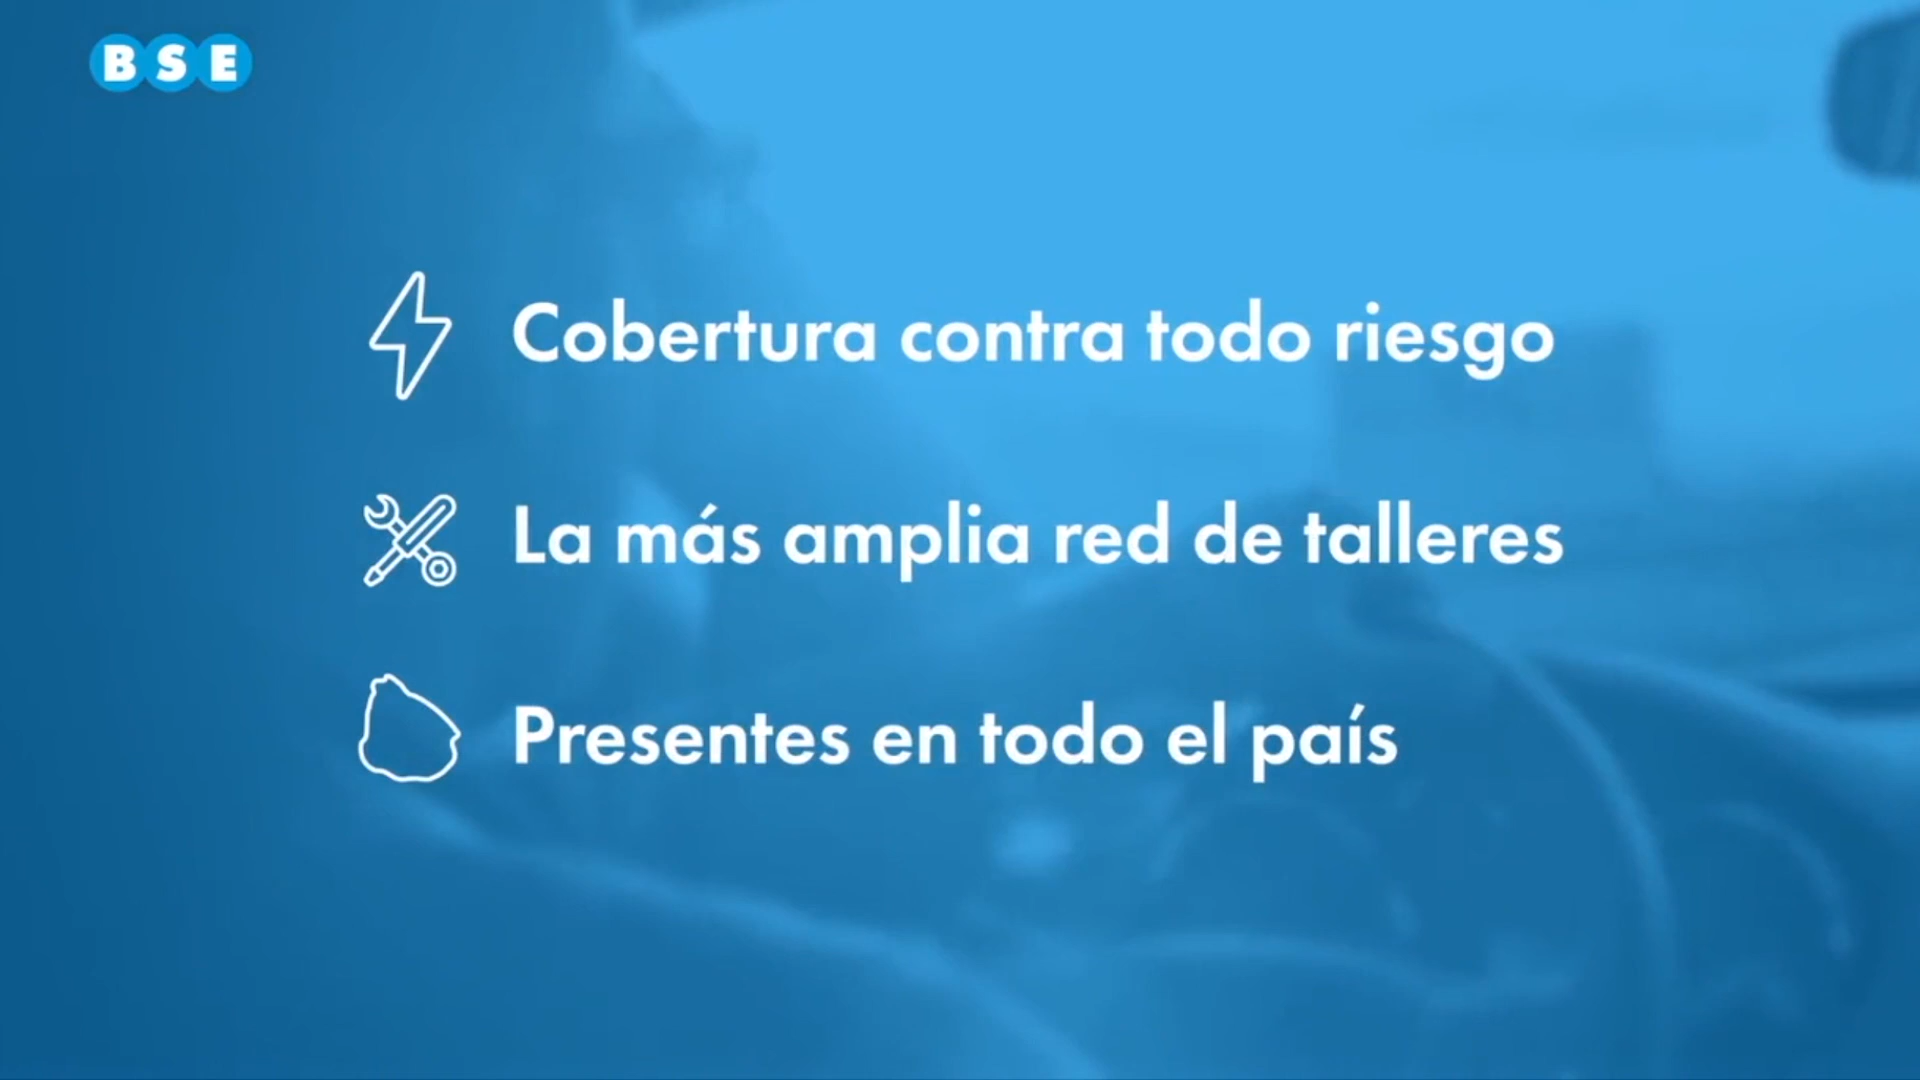 BSE
Cobertura contra todo riesgo
La más amplia red de talleres
Presentes en todo el país